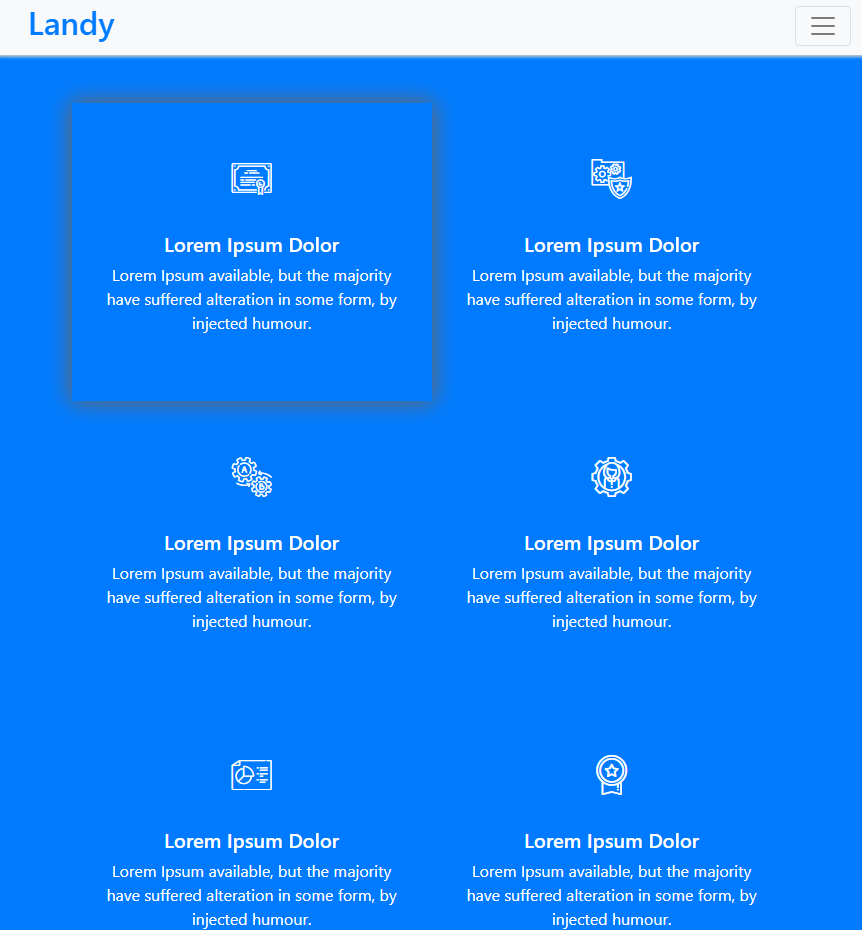 Landy
Lorem Ipsum Dolor
Lorem Ipsum available, but the majority
have suffered alteration in some form, by
injected humour.
Lorem Ipsum Dolor
Lorem Ipsum available, but the majority
have suffered alteration in some form, by
injected humour.
Lorem Ipsum Dolor
Lorem Ipsum available, but the majority
have suffered alteration in some form, by
injected humour.
Lorem Ipsum Dolor
Lorem Ipsum available, but the majority
have suffered alteration in some form, by
injected humour.
Lorem Ipsum Dolor
Lorem Ipsum available, but the majority
have suffered alteration in some form, by
injected humour.
Lorem Ipsum Dolor
Lorem Ipsum available, but the majority
have suffered alteration in some form, by
injected humour.